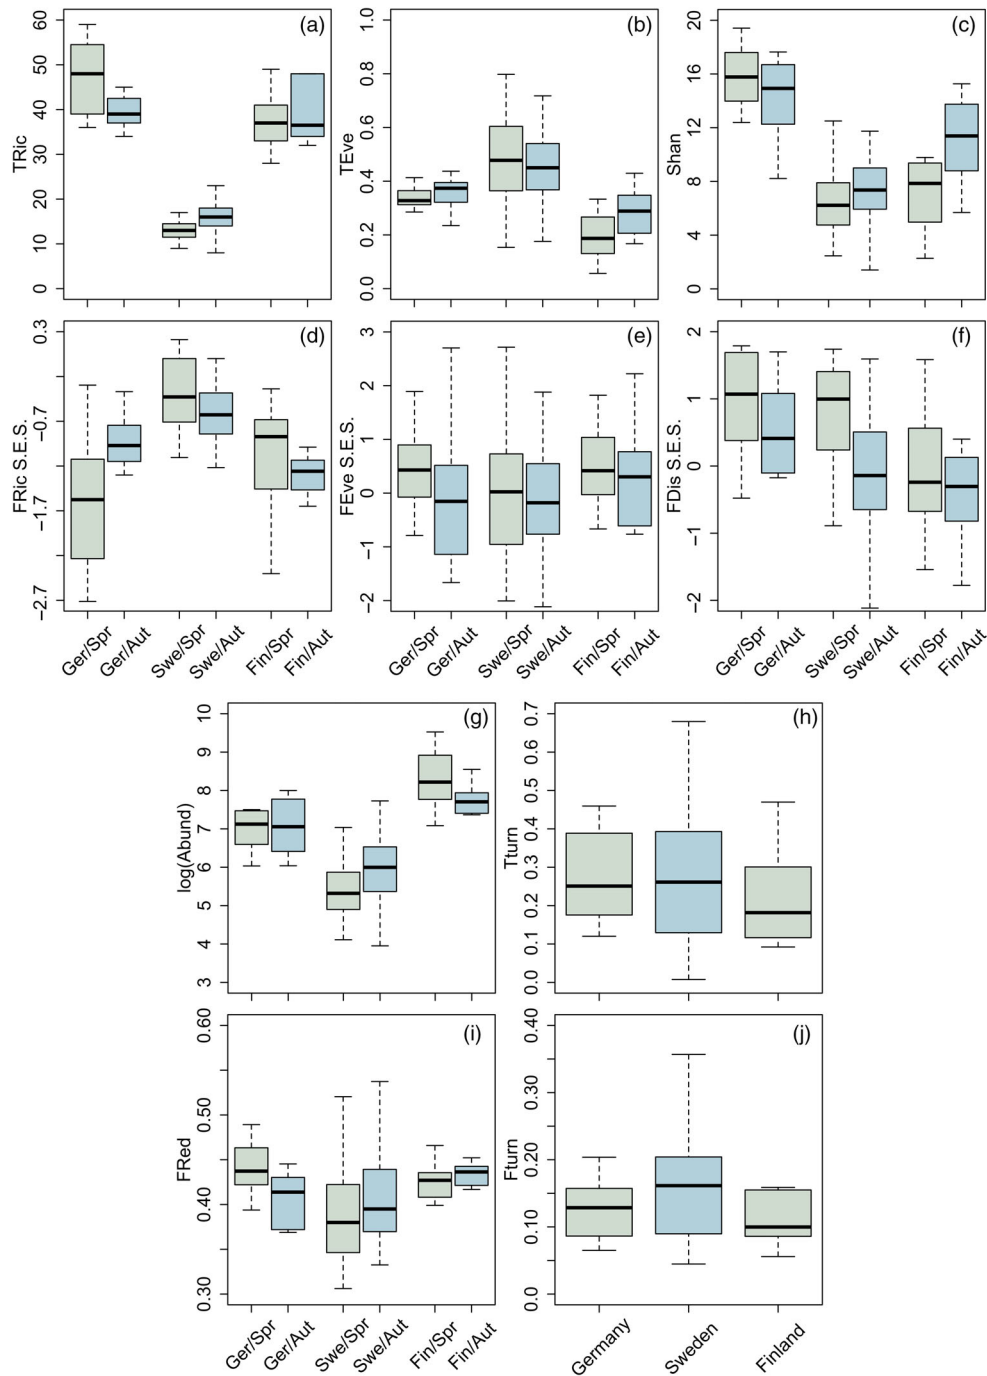 (a)
TRic
60
50
40
30
20
10
0
(b)
TEve
1.0
0.8
0.6
0.4
0.2
0.0
(c)
Shan
20
16
12
8
4
0
(d)
FRic S.E.S.
0.3
−0.7
−1.7
−2.7
Ger/Spr
Ger/Aut
Swe/Spr
Swe/Aut
Fin/Spr
Fin/Aut
(e)
FEve S.E.S.
3
2
1
0
−1
−2
Ger/Spr
Ger/Aut
Swe/Spr
Swe/Aut
Fin/Spr
Fin/Aut
(f)
FDis S.E.S.
2
1
0
−1
−2
Ger/Spr
Ger/Aut
Swe/Spr
Swe/Aut
Fin/Spr
Fin/Aut
(g)
log(Abund)
10
9
8
7
6
5
4
3
(h)
Tturn
0.7
0.6
0.5
0.4
0.3
0.2
0.1
0.0
(i)
FRed
0.60
0.50
0.40
0.30
Ger/Spr
Ger/Aut
Swe/Spr
Swe/Aut
Fin/Spr
Fin/Aut
(j)
Fturn
0.40
0.30
0.20
0.10
0.0
Germany
Sweden
Finland